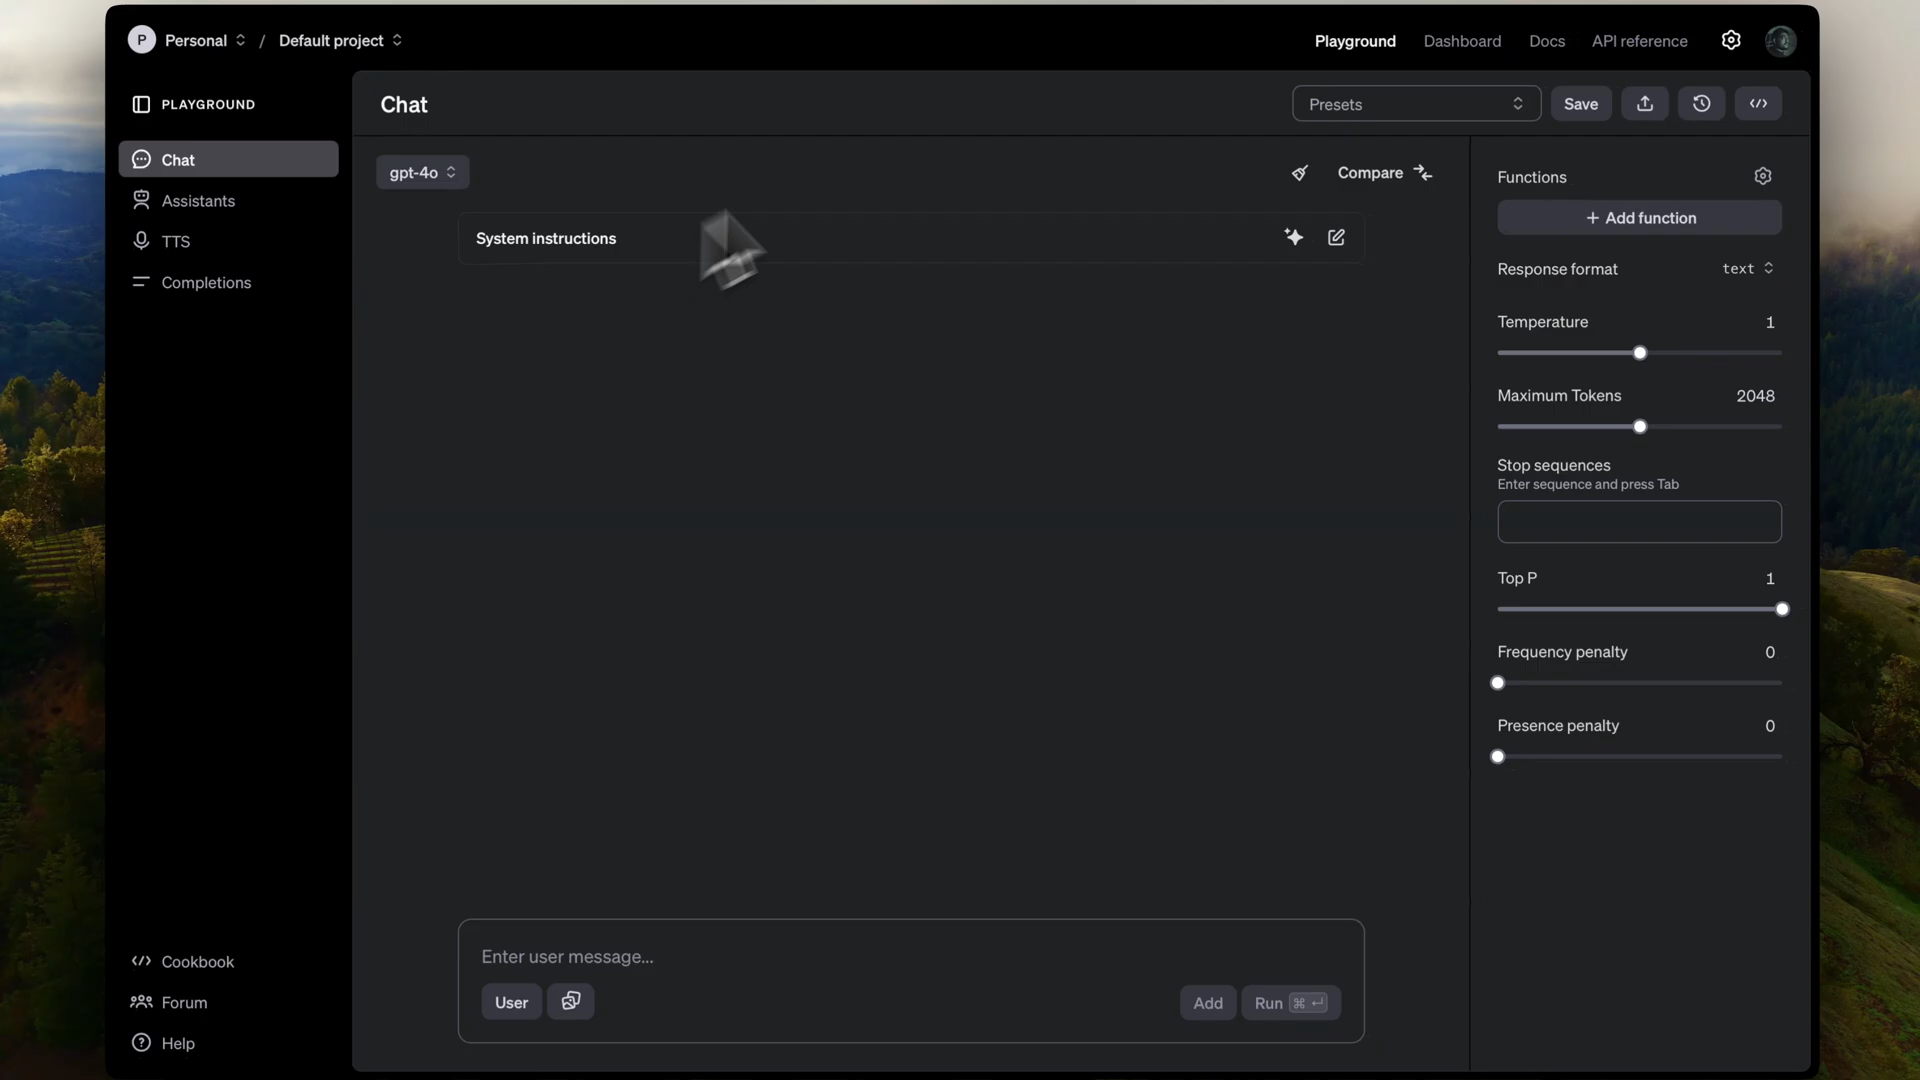 P Personal / Default project
Playground Dashboard Docs API reference
PLAYGROUND
Chat
Assistants
TTS
Completions
Cookbook
Forum
Help
Chat
Presets
Save
gpt-4o
Compare
System instructions
Enter user message...
User
Add
Run ⌘ ↵
Functions
+ Add function
Response format text
Temperature 1
Maximum Tokens 2048
Stop sequences
Enter sequence and press Tab
Top P 1
Frequency penalty 0
Presence penalty 0